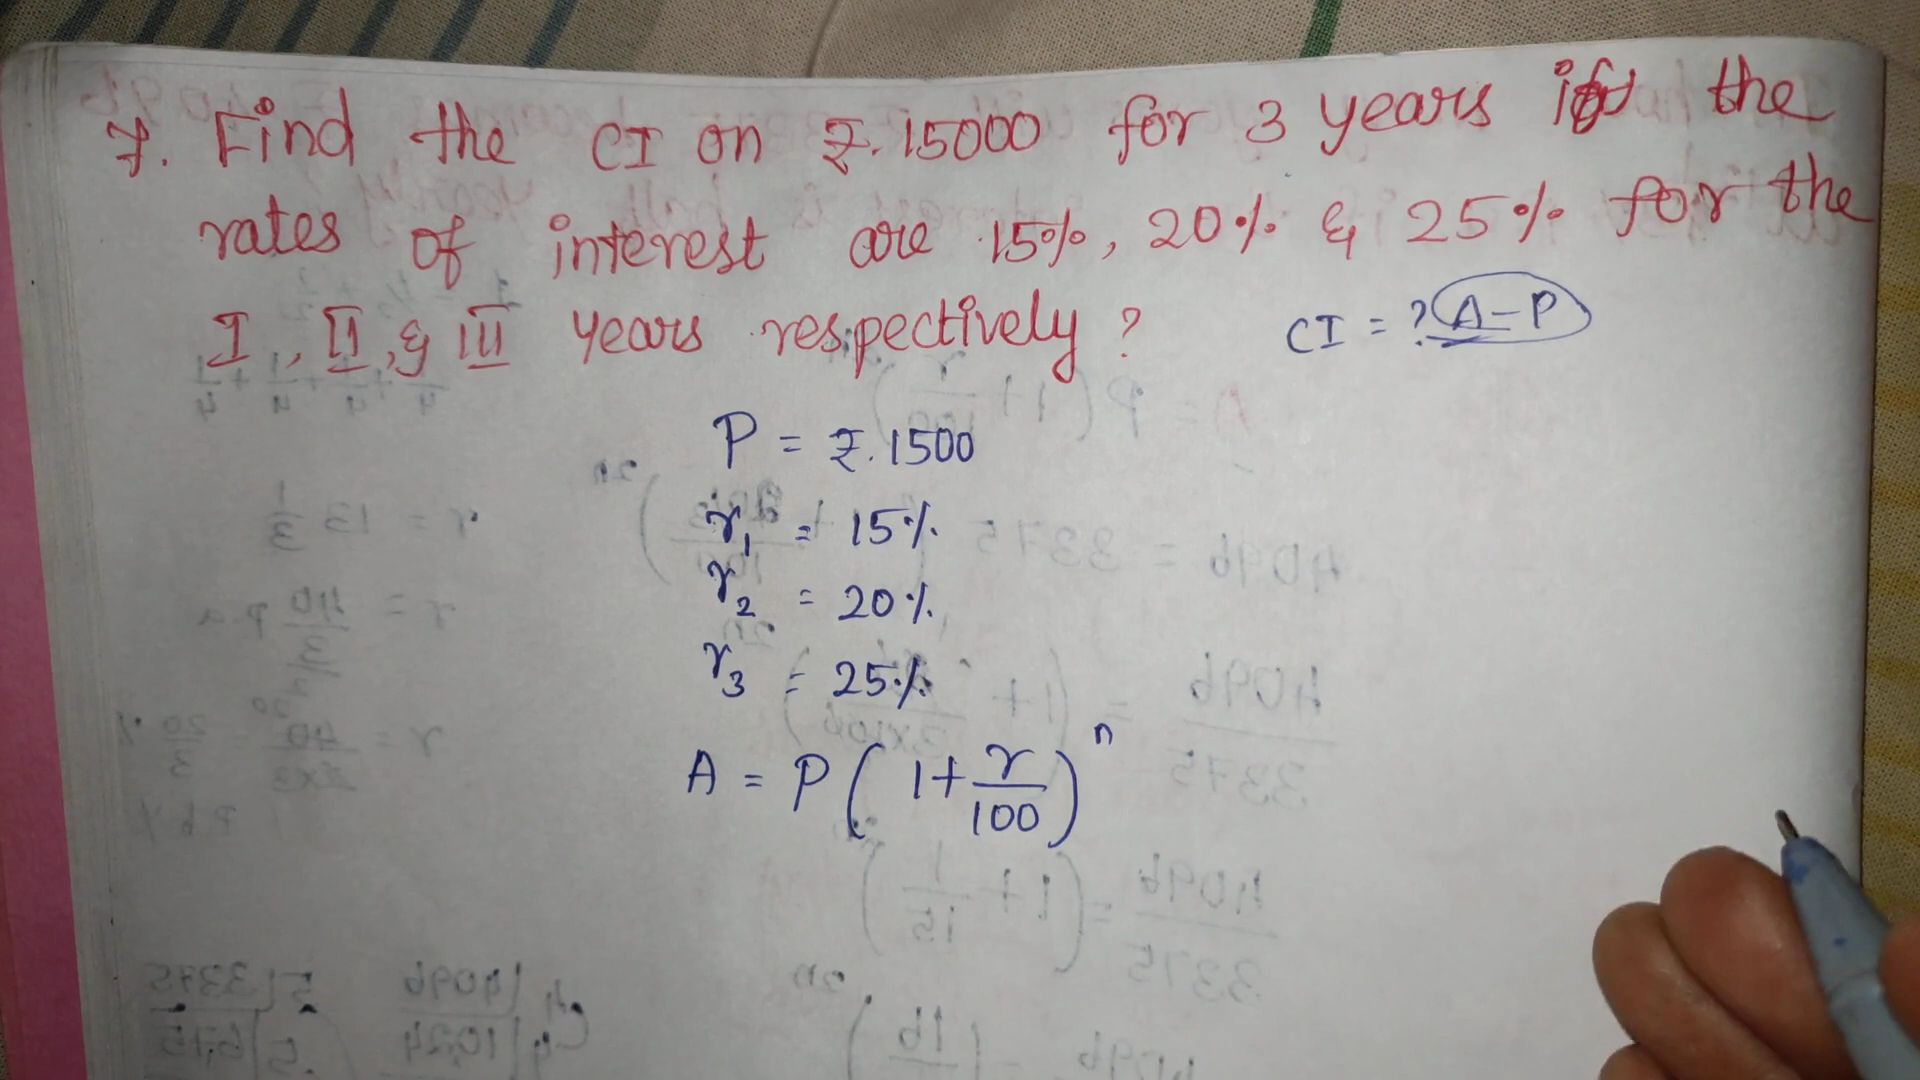 7. Find the CI on ₹.15000 for 3 years if the
rates of interest are 15%, 20% & 25% for the
I, II, & III years respectively?
CI = ? A-P
P = ₹.1500
r₁ = 15%
r₂ = 20%
r₃ = 25%
A = P(1+r/100)ⁿ